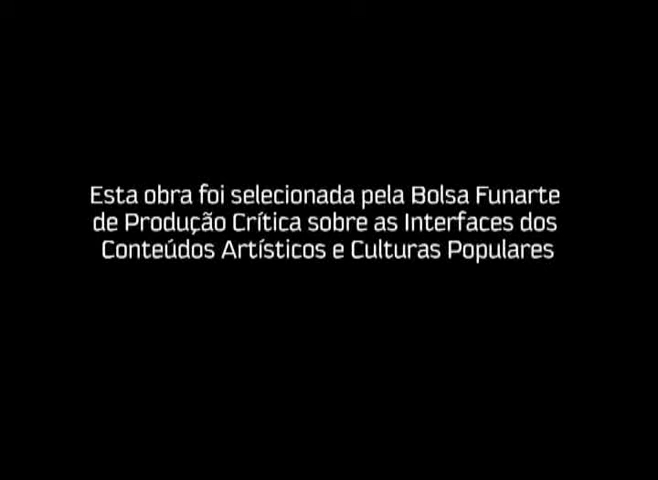 Esta obra foi selecionada pela Bolsa Funarte
de Produção Crítica sobre as Interfaces dos
Conteúdos Artísticos e Culturas Populares